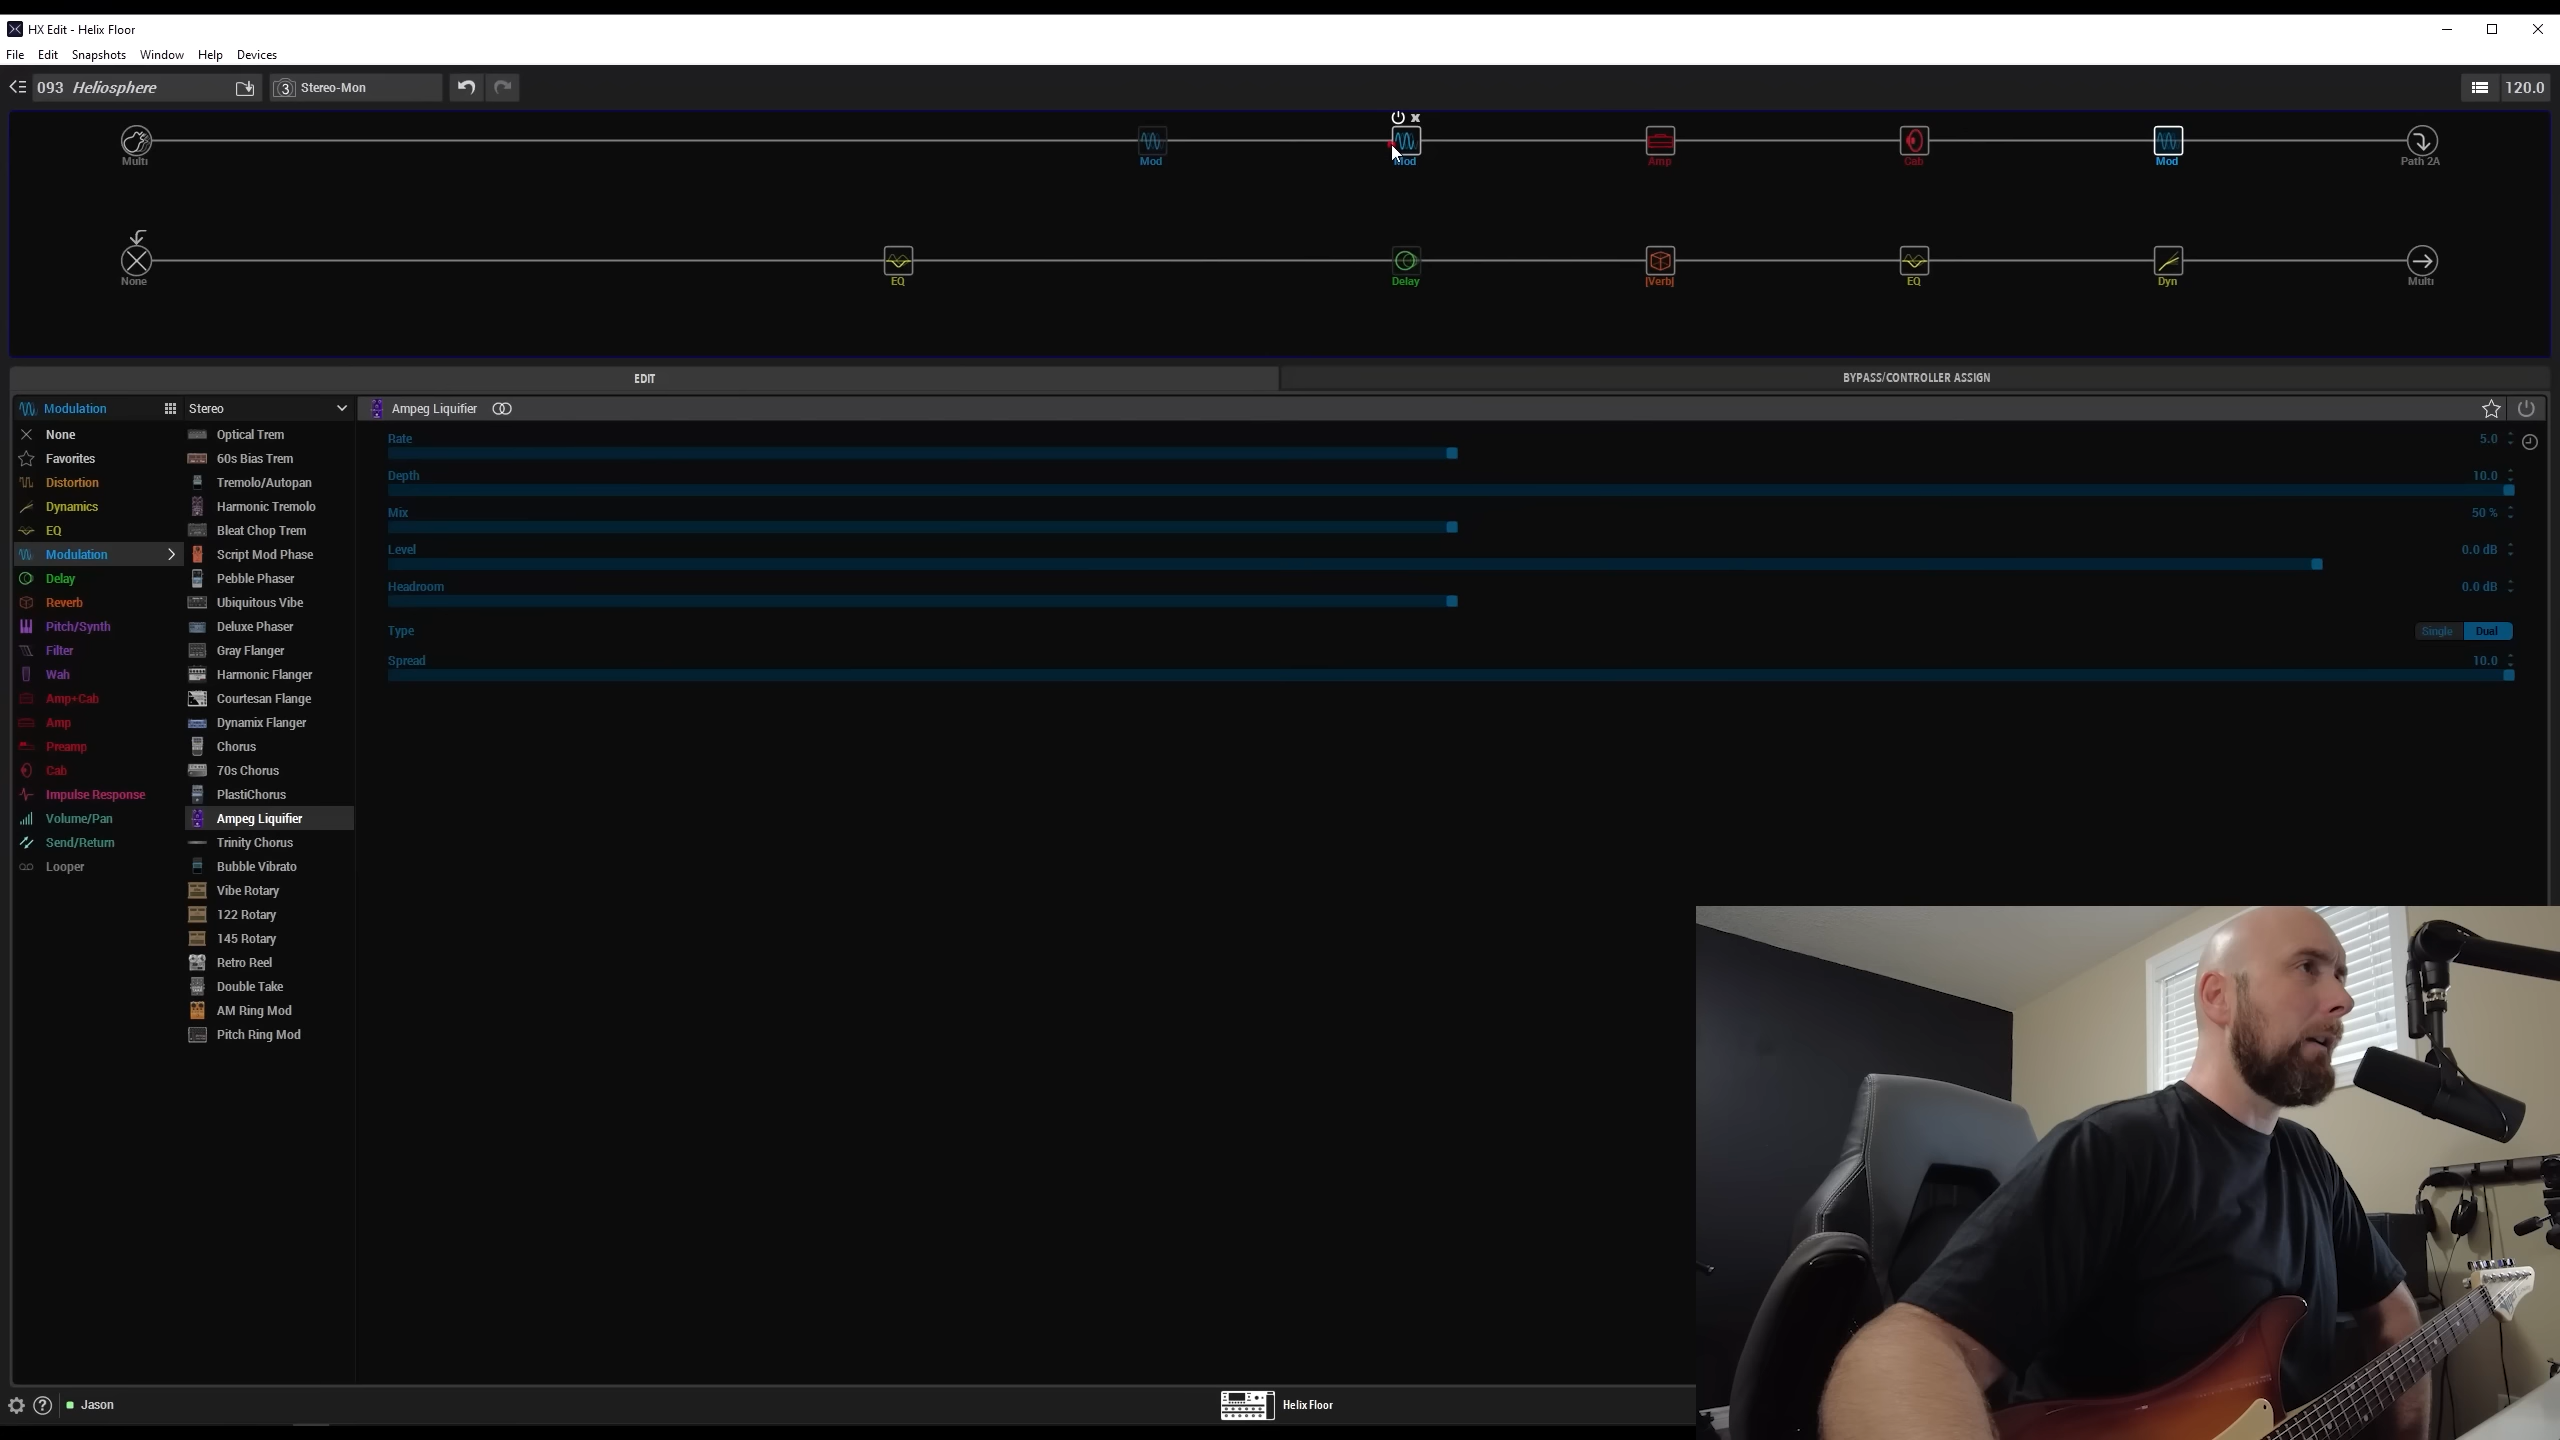 HX Edit - Helix Floor
File Edit Snapshots Window Help Devices
093 Heliosphere 3 Stereo-Mon 120.0
Multi Mod Mod Amp Cab Mod Path 2A
None EQ Delay |Verb| EQ Dyn Multi
EDIT BYPASS/CONTROLLER ASSIGN
Modulation Stereo Ampeg Liquifier
None
Favorites
Distortion
Dynamics
EQ
Modulation
Delay
Reverb
Pitch/Synth
Filter
Wah
Amp+Cab
Amp
Preamp
Cab
Impulse Response
Volume/Pan
Send/Return
Looper
Optical Trem
60s Bias Trem
Tremolo/Autopan
Harmonic Tremolo
Bleat Chop Trem
Script Mod Phase
Pebble Phaser
Ubiquitous Vibe
Deluxe Phaser
Gray Flanger
Harmonic Flanger
Courtesan Flange
Dynamix Flanger
Chorus
70s Chorus
PlastiChorus
Ampeg Liquifier
Trinity Chorus
Bubble Vibrato
Vibe Rotary
122 Rotary
145 Rotary
Retro Reel
Double Take
AM Ring Mod
Pitch Ring Mod
Rate 5.0
Depth 10.0
Mix 50 %
Level 0.0 dB
Headroom 0.0 dB
Type Single Dual
Spread 10.0
Jason Helix Floor